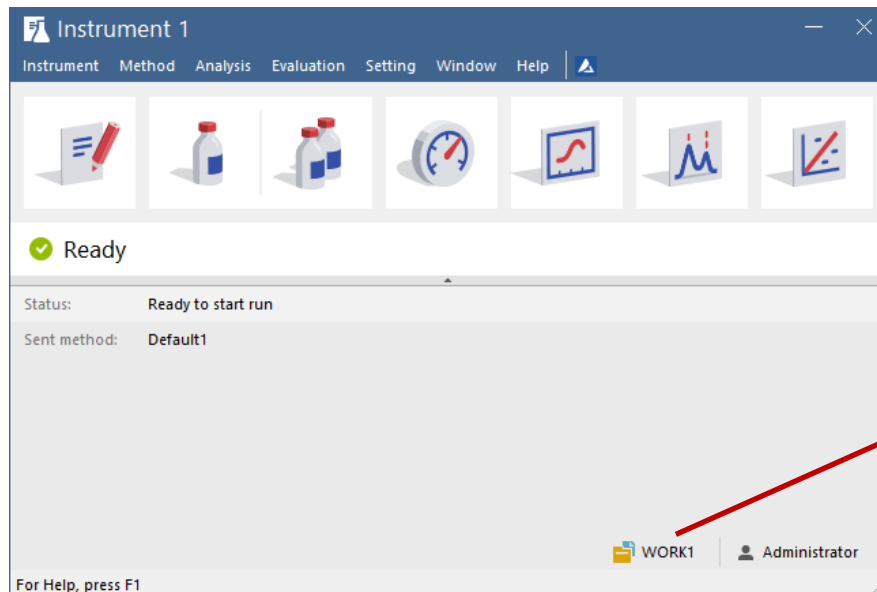 Instrument 1
Instrument Method Analysis Evaluation Setting Window Help
Ready
Status: Ready to start run
Sent method: Default1
WORK1 Administrator
For Help, press F1